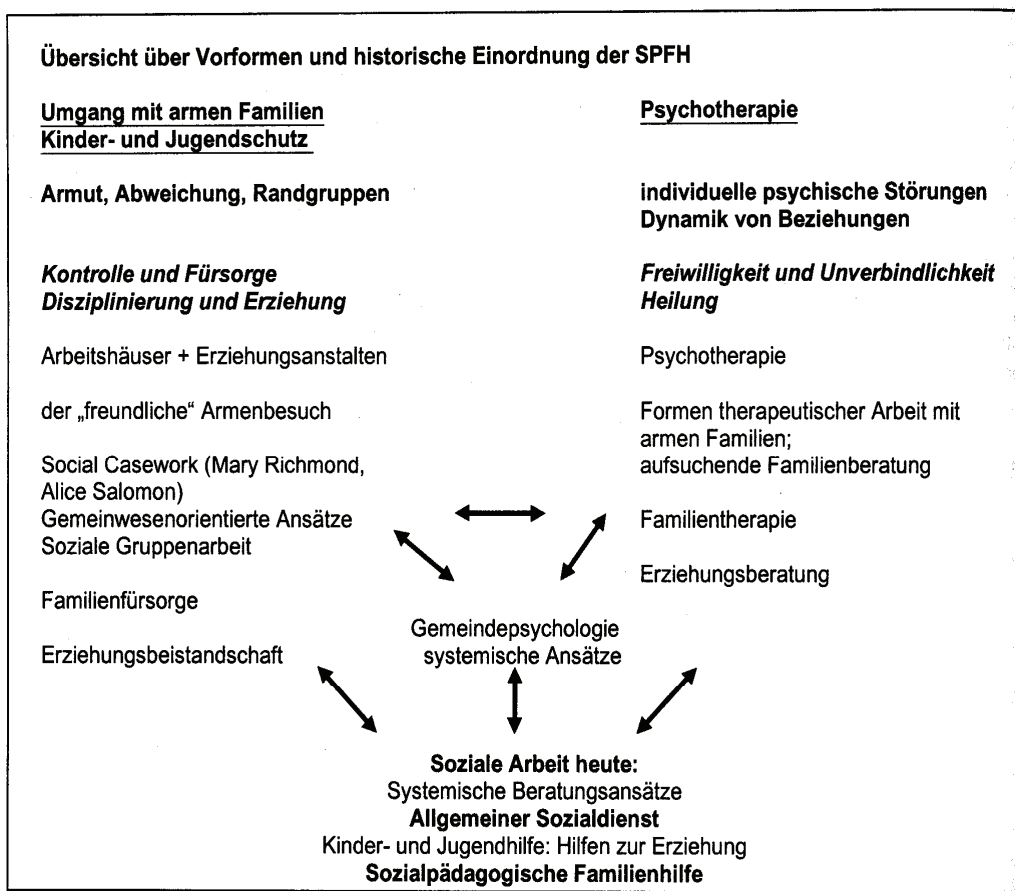 Übersicht über Vorformen und historische Einordnung der SPFH
Umgang mit armen Familien
Kinder- und Jugendschutz
Armut, Abweichung, Randgruppen
Kontrolle und Fürsorge
Disziplinierung und Erziehung
Arbeitshäuser + Erziehungsanstalten
der „freundliche“ Armenbesuch
Social Casework (Mary Richmond,
Alice Salomon)
Gemeinwesenorientierte Ansätze
Soziale Gruppenarbeit
Familienfürsorge
Erziehungsbeistandschaft
Psychotherapie
individuelle psychische Störungen
Dynamik von Beziehungen
Freiwilligkeit und Unverbindlichkeit
Heilung
Psychotherapie
Formen therapeutischer Arbeit mit
armen Familien;
aufsuchende Familienberatung
Familientherapie
Erziehungsberatung
Gemeindepsychologie
systemische Ansätze
Soziale Arbeit heute:
Systemische Beratungsansätze
Allgemeiner Sozialdienst
Kinder- und Jugendhilfe: Hilfen zur Erziehung
Sozialpädagogische Familienhilfe